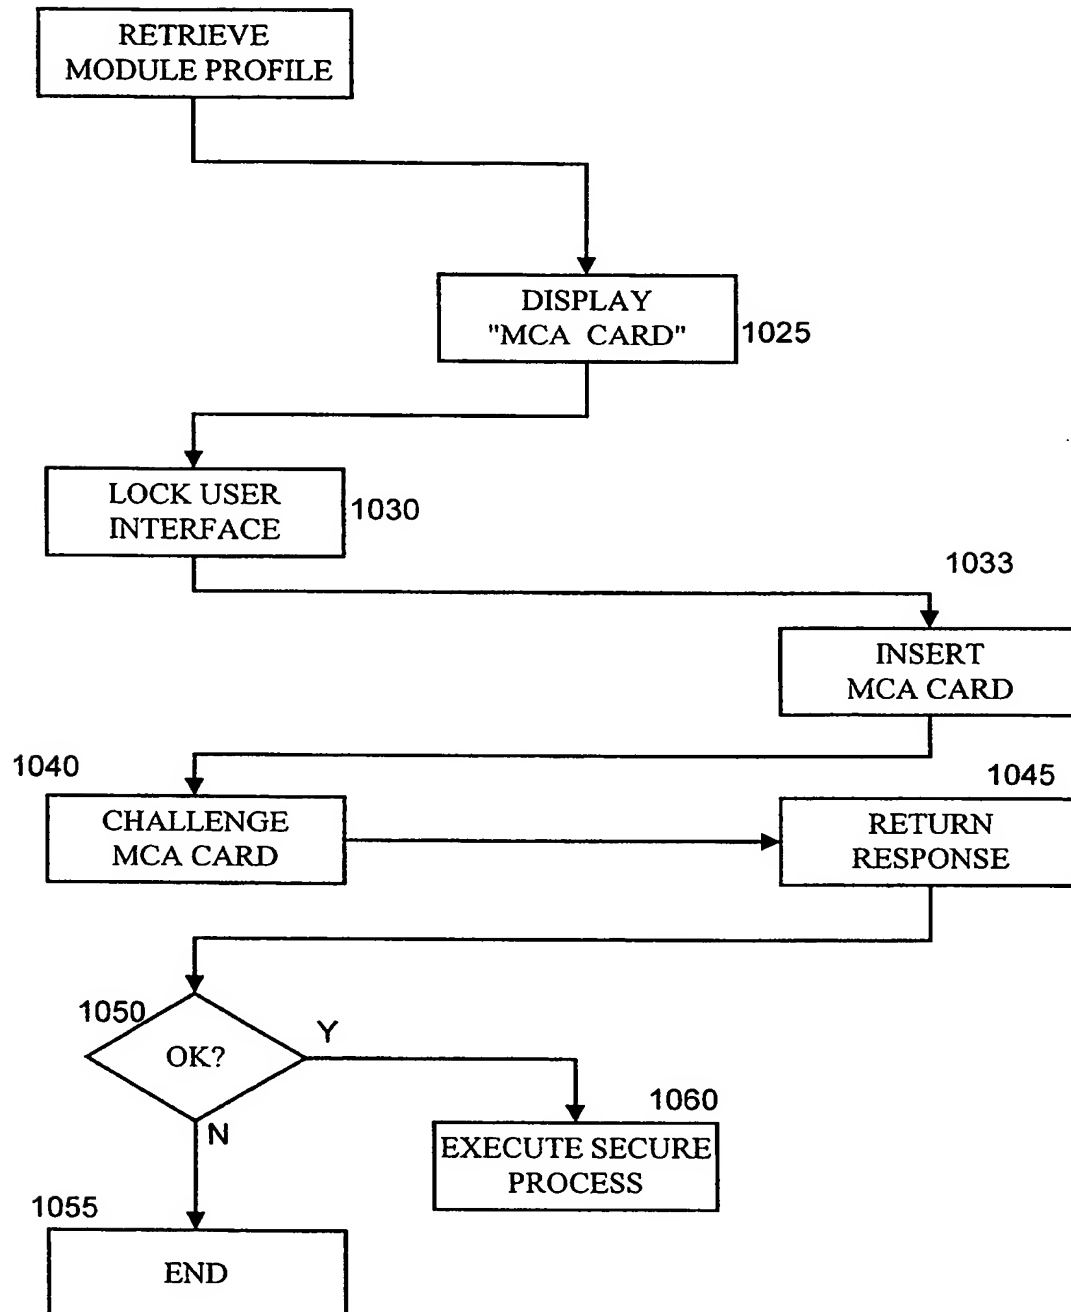 RETRIEVE
MODULE PROFILE
DISPLAY
"MCA CARD"
1025
LOCK USER
INTERFACE
1030
1033
INSERT
MCA CARD
1040
CHALLENGE
MCA CARD
1045
RETURN
RESPONSE
1050
OK?
Y
N
1060
EXECUTE SECURE
PROCESS
1055
END